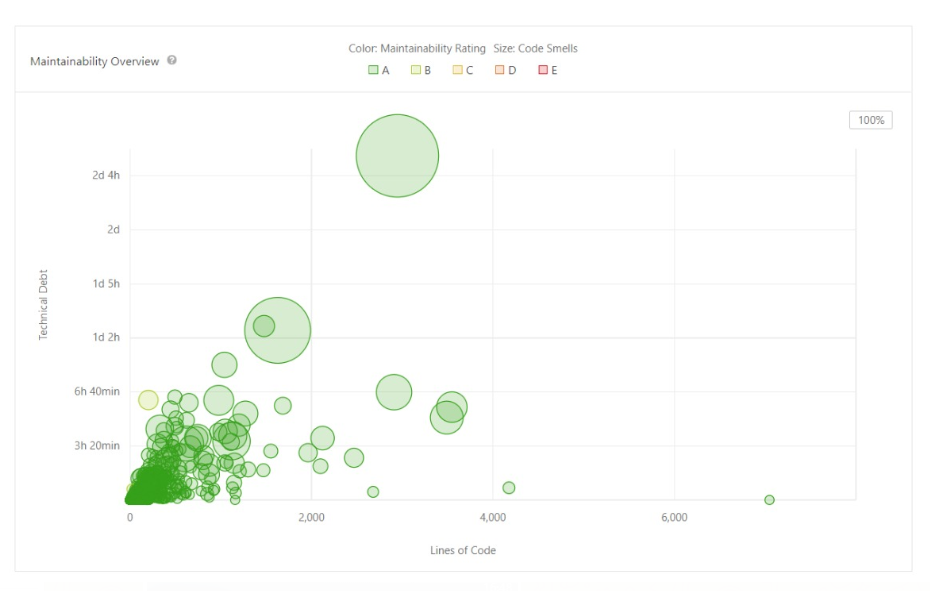 Maintainability Overview
Color: Maintainability Rating Size: Code Smells
A B C D E
100%
2d 4h
2d
1d 5h
1d 2h
6h 40min
3h 20min
Technical Debt
0 2,000 4,000 6,000
Lines of Code